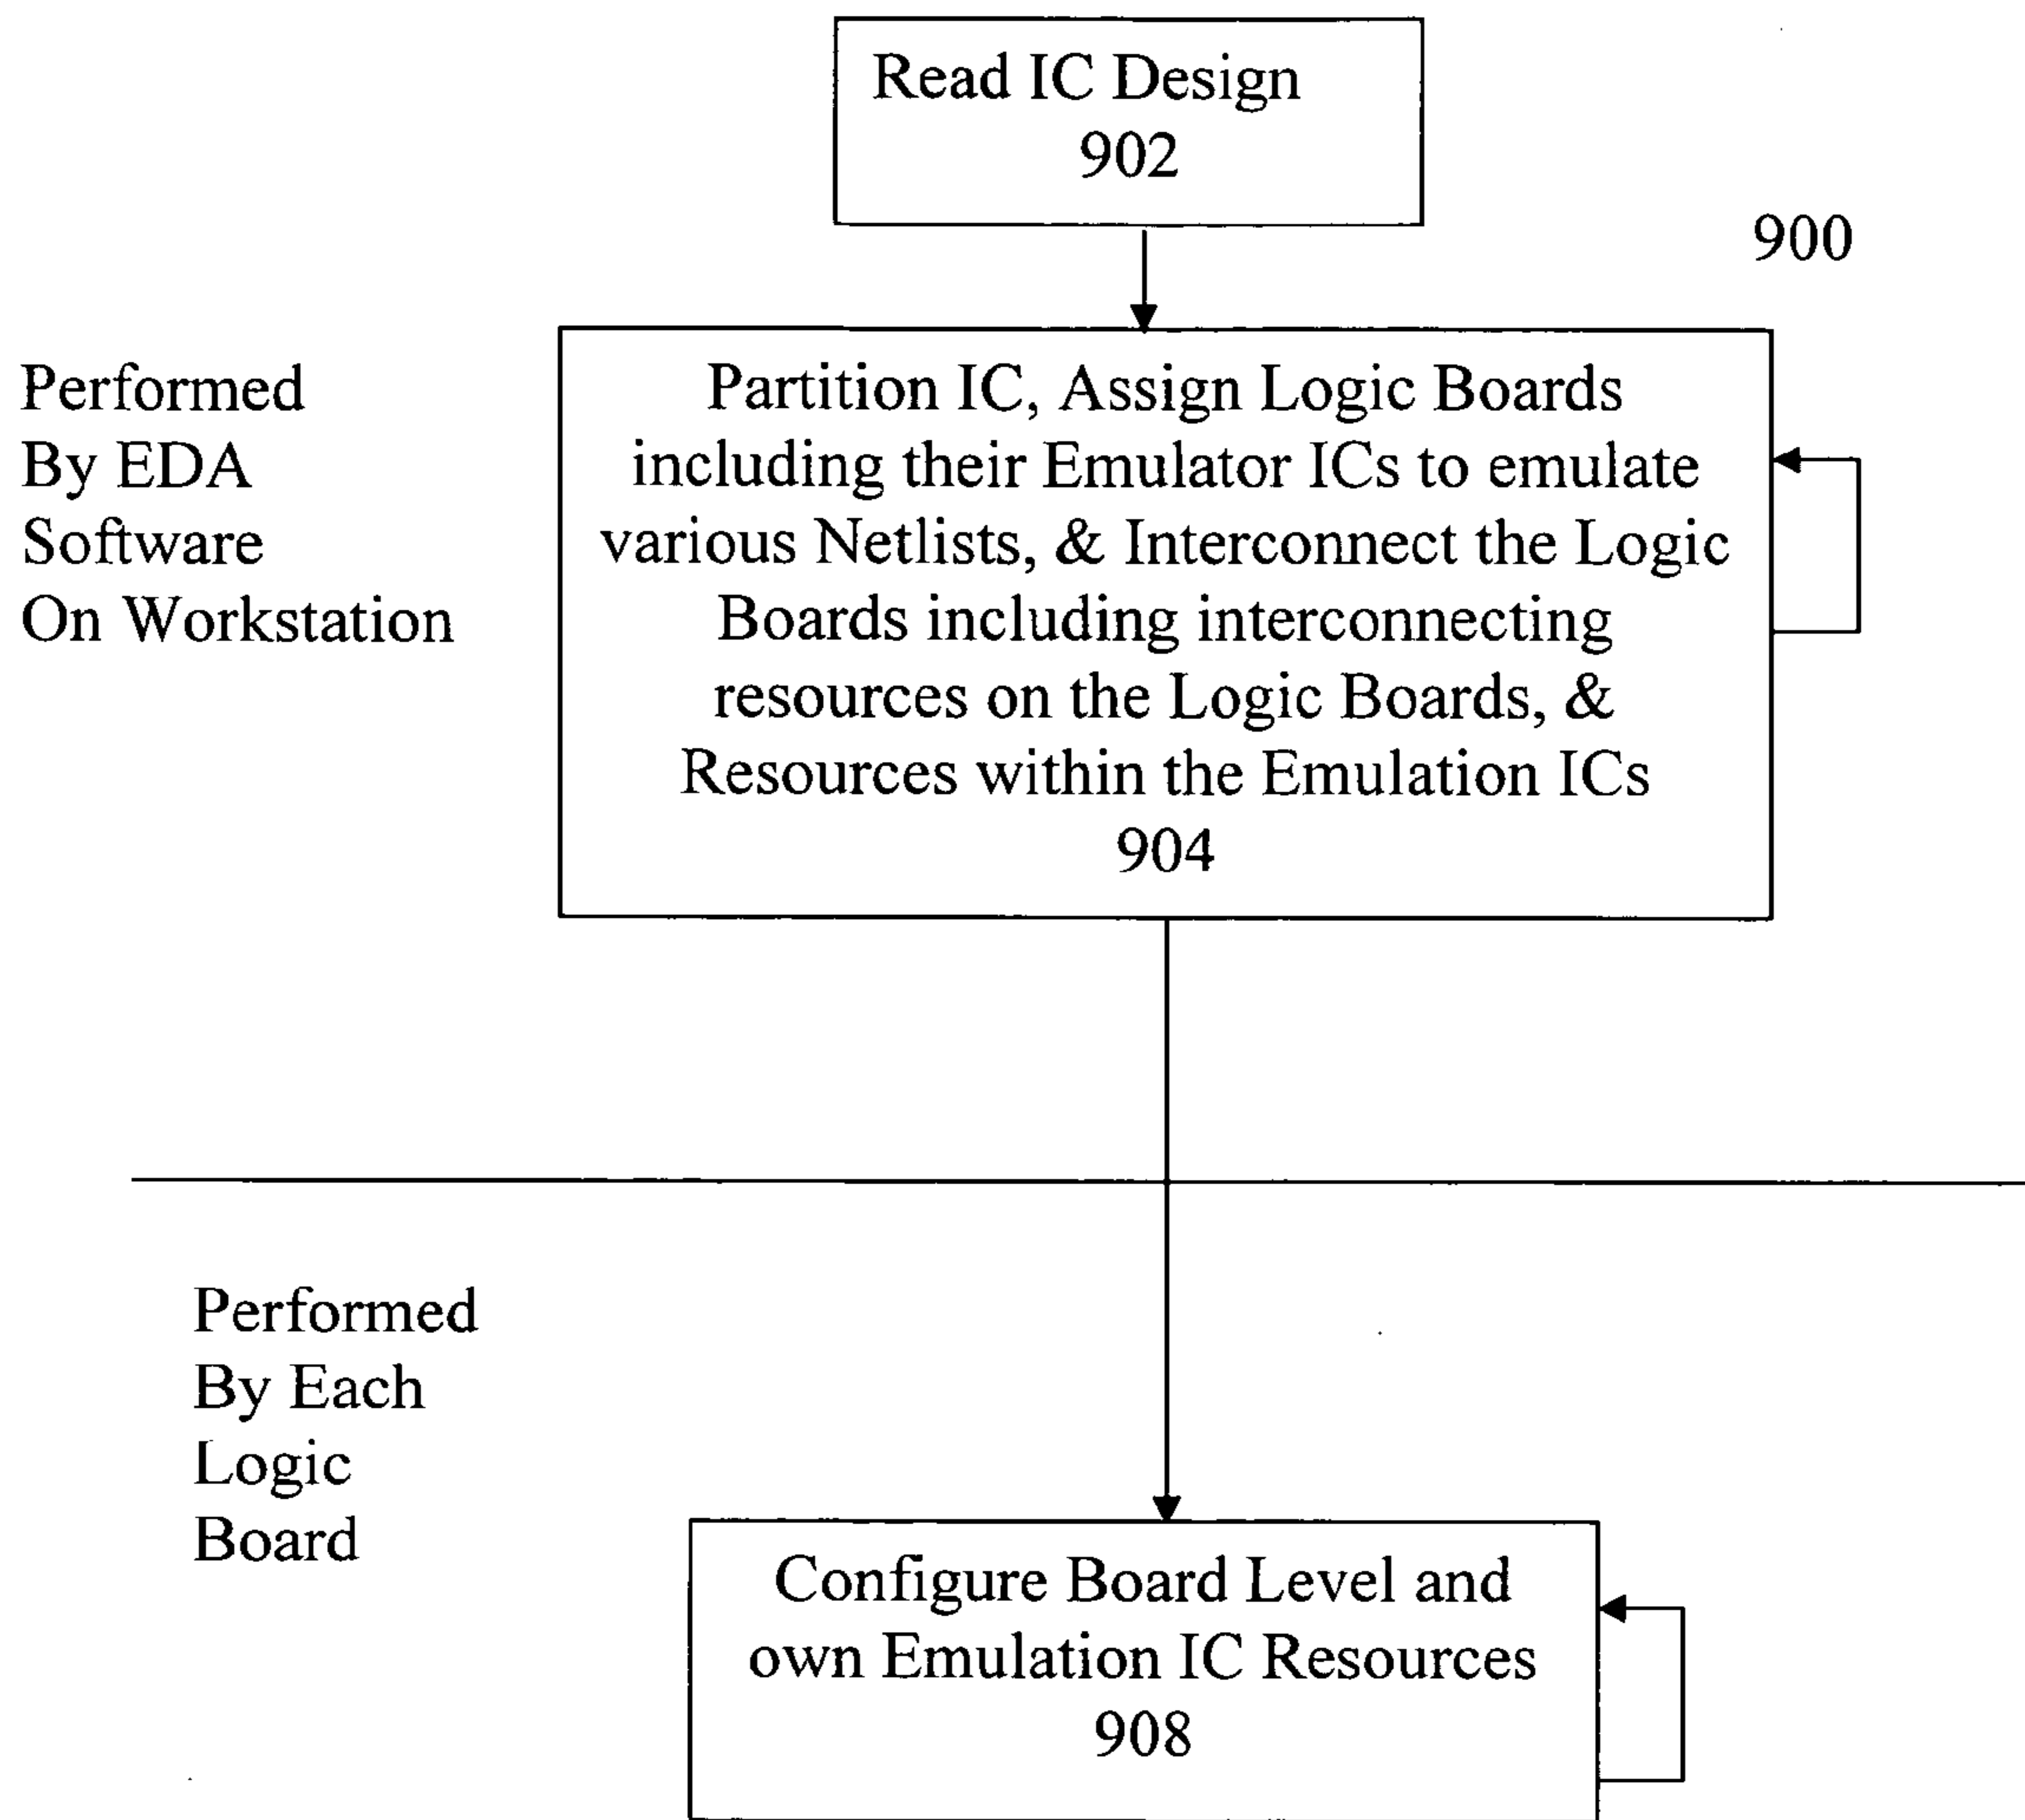 Read IC Design
902
900
Performed
By EDA
Software
On Workstation
Partition IC, Assign Logic Boards
including their Emulator ICs to emulate
various Netlists, & Interconnect the Logic
Boards including interconnecting
resources on the Logic Boards, &
Resources within the Emulation ICs
904
Performed
By Each
Logic
Board
Configure Board Level and
own Emulation IC Resources
908